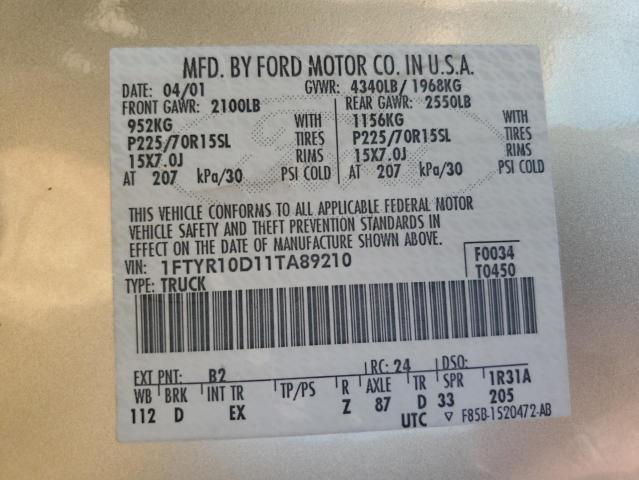 MFD. BY FORD MOTOR CO. IN U.S.A.
DATE: 04/01 GVWR: 4340LB/ 1968KG
FRONT GAWR: 2100LB REAR GAWR: 2550LB
952KG WITH 1156KG WITH
P225/70R15SL TIRES P225/70R15SL TIRES
15X7.0J RIMS 15X7.0J RIMS
AT 207 kPa/30 PSI COLD AT 207 kPa/30 PSI COLD
THIS VEHICLE CONFORMS TO ALL APPLICABLE FEDERAL MOTOR
VEHICLE SAFETY AND THEFT PREVENTION STANDARDS IN
EFFECT ON THE DATE OF MANUFACTURE SHOWN ABOVE.
VIN: 1FTYR10D11TA89210 F0034
TYPE: TRUCK T0450
EXT PNT: B2 RC: 24 DSO:
WB BRK INT TR TP/PS R AXLE TR SPR 1R31A
112 D EX Z 87 D 33 205
UTC ▽ F85B-1520472-AB